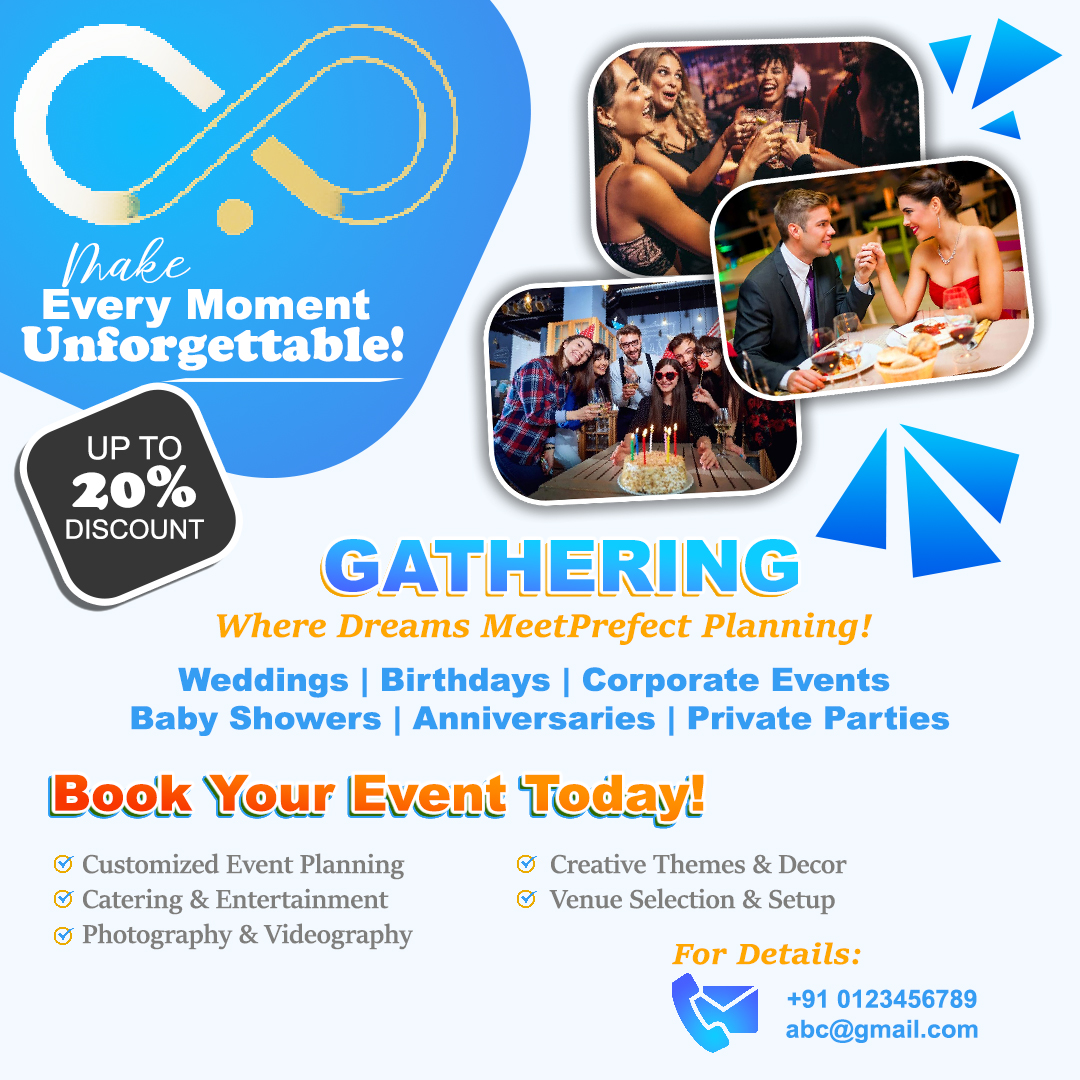 Make
Every Moment
Unforgettable!
UP TO
20%
DISCOUNT
GATHERING
Where Dreams MeetPrefect Planning!
Weddings | Birthdays | Corporate Events
Baby Showers | Anniversaries | Private Parties
Book Your Event Today!
Customized Event Planning
Catering & Entertainment
Photography & Videography
Creative Themes & Decor
Venue Selection & Setup
For Details:
+91 0123456789
abc@gmail.com